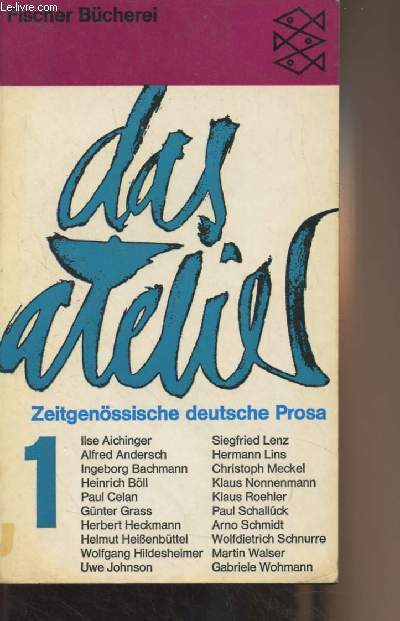 Le-livre.com
Fischer Bücherei
das
atelier
Zeitgenössische deutsche Prosa
1
Ilse Aichinger
Alfred Andersch
Ingeborg Bachmann
Heinrich Böll
Paul Celan
Günter Grass
Herbert Heckmann
Helmut Heißenbüttel
Wolfgang Hildesheimer
Uwe Johnson
Siegfried Lenz
Hermann Lins
Christoph Meckel
Klaus Nonnenmann
Klaus Roehler
Paul Schallück
Arno Schmidt
Wolfdietrich Schnurre
Martin Walser
Gabriele Wohmann